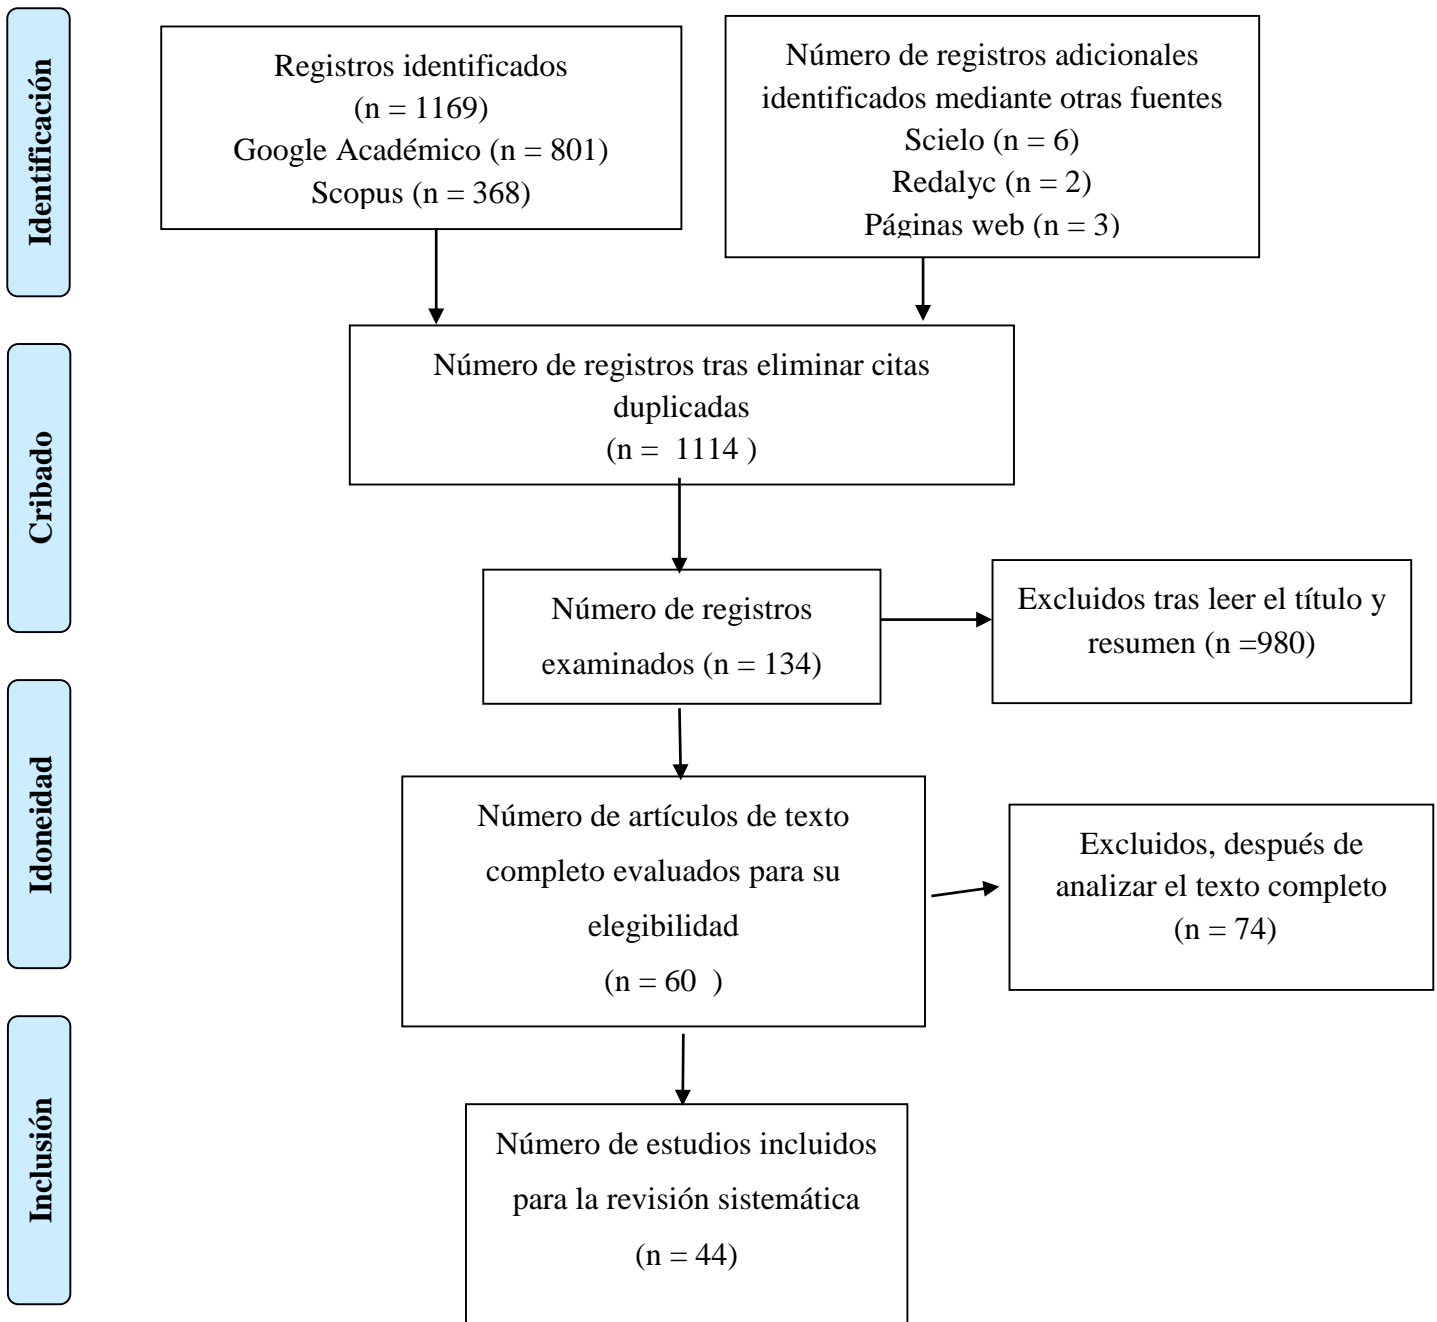 Identificación
Registros identificados
(n = 1169)
Google Académico (n = 801)
Scopus (n = 368)
Número de registros adicionales
identificados mediante otras fuentes
Scielo (n = 6)
Redalyc (n = 2)
Páginas web (n = 3)
Cribado
Número de registros tras eliminar citas
duplicadas
(n =  1114 )
Número de registros
examinados (n = 134)
Excluidos tras leer el título y
resumen (n =980)
Idoneidad
Número de artículos de texto
completo evaluados para su
elegibilidad
(n = 60  )
Excluidos, después de
analizar el texto completo
(n = 74)
Inclusión
Número de estudios incluidos
para la revisión sistemática
(n = 44)